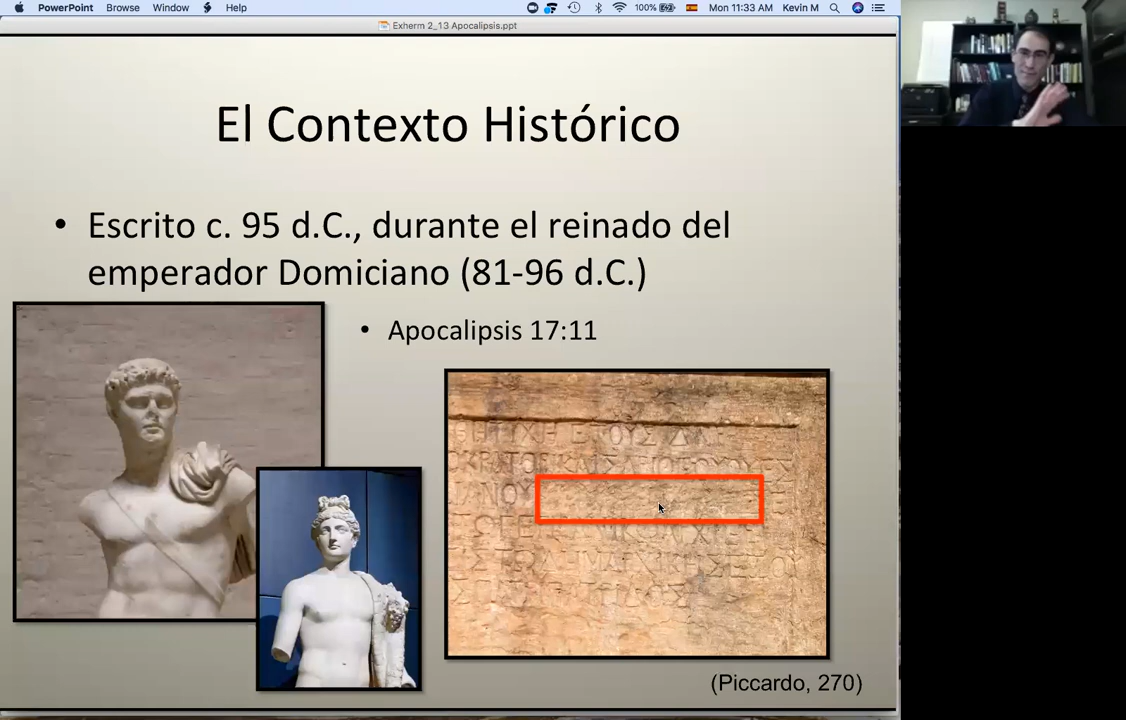 PowerPoint Browse Window Help 100% Mon 11:33 AM Kevin M
Exherm 2_13 Apocalipsis.ppt
El Contexto Histórico
• Escrito c. 95 d.C., durante el reinado del
emperador Domiciano (81-96 d.C.)
• Apocalipsis 17:11
(Piccardo, 270)